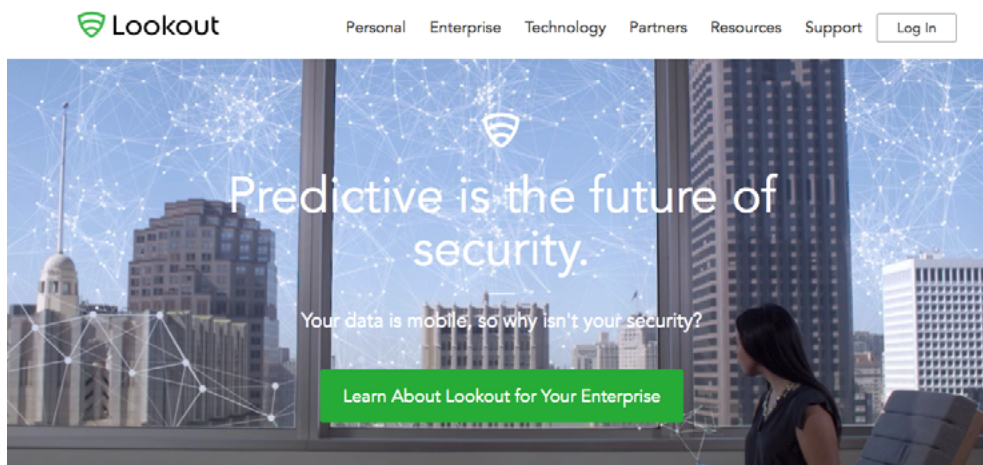 Lookout
Personal Enterprise Technology Partners Resources Support Log In
Predictive is the future of
security.
Your data is mobile, so why isn't your security?
Learn About Lookout for Your Enterprise